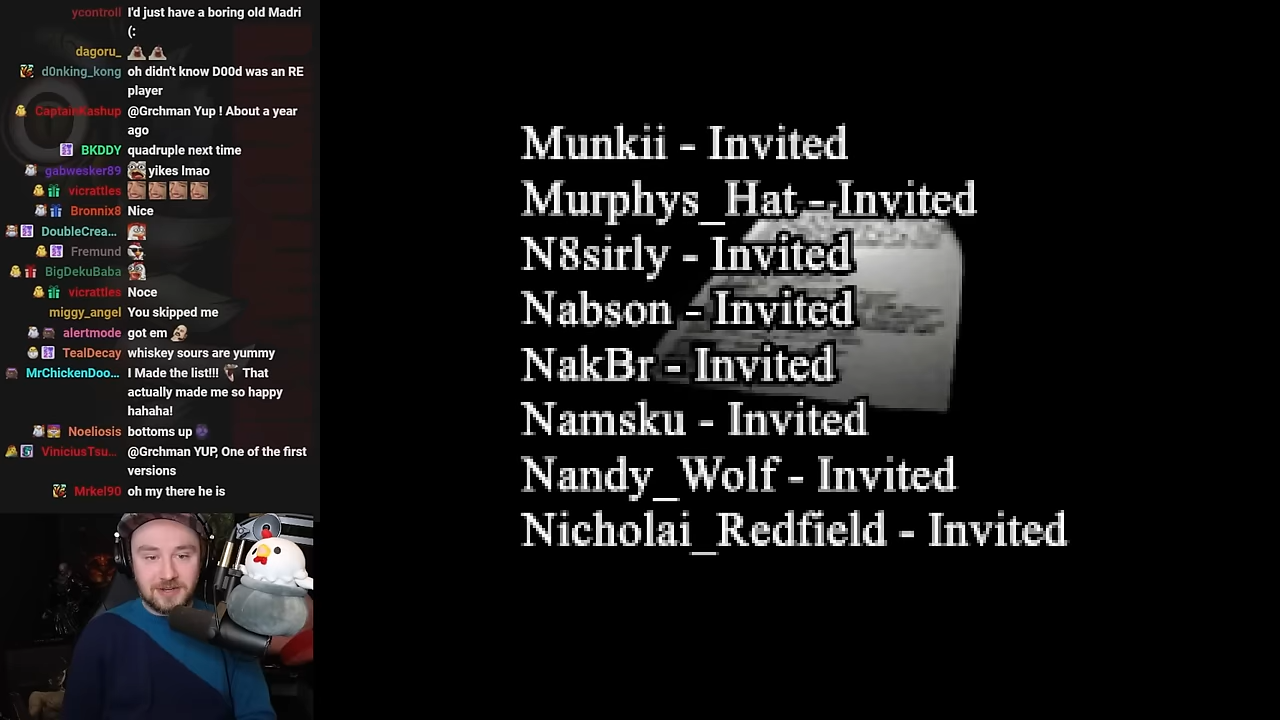 ycontroll I'd just have a boring old Madri
(:
dagoru_
d0nking_kong oh didn't know D00d was an RE
player
CaptainKashup @Grchman Yup ! About a year
ago
BKDDY quadruple next time
gabwesker89 yikes lmao
vicrattles
Bronnix8 Nice
DoubleCrea...
Fremund
BigDekuBaba
vicrattles Noce
miggy_angel You skipped me
alertmode got em
TealDecay whiskey sours are yummy
MrChickenDoo... I Made the list!!! That
actually made me so happy
hahaha!
Noeliosis bottoms up
ViniciusTsu... @Grchman YUP, One of the first
versions
Mrkel90 oh my there he is
Munkii - Invited
Murphys_Hat - Invited
N8sirly - Invited
Nabson - Invited
NakBr - Invited
Namsku - Invited
Nandy_Wolf - Invited
Nicholai_Redfield - Invited